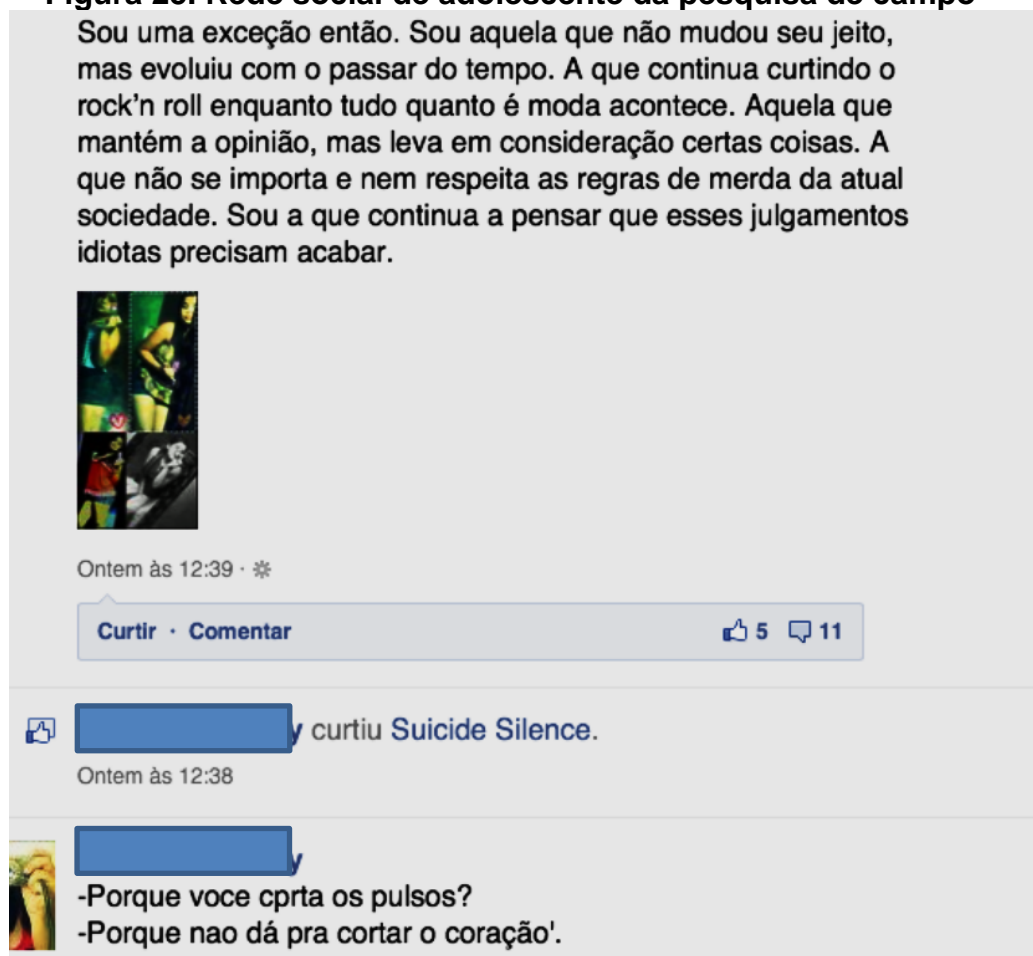 Figura 23. Rede social de adolescente da pesquisa de campo
Sou uma exceção então. Sou aquela que não mudou seu jeito,
mas evoluiu com o passar do tempo. A que continua curtindo o
rock'n roll enquanto tudo quanto é moda acontece. Aquela que
mantém a opinião, mas leva em consideração certas coisas. A
que não se importa e nem respeita as regras de merda da atual
sociedade. Sou a que continua a pensar que esses julgamentos
idiotas precisam acabar.
Ontem às 12:39 ·
Curtir · Comentar 5 11
y curtiu Suicide Silence.
Ontem às 12:38
y
-Porque voce cprta os pulsos?
-Porque nao dá pra cortar o coração'.